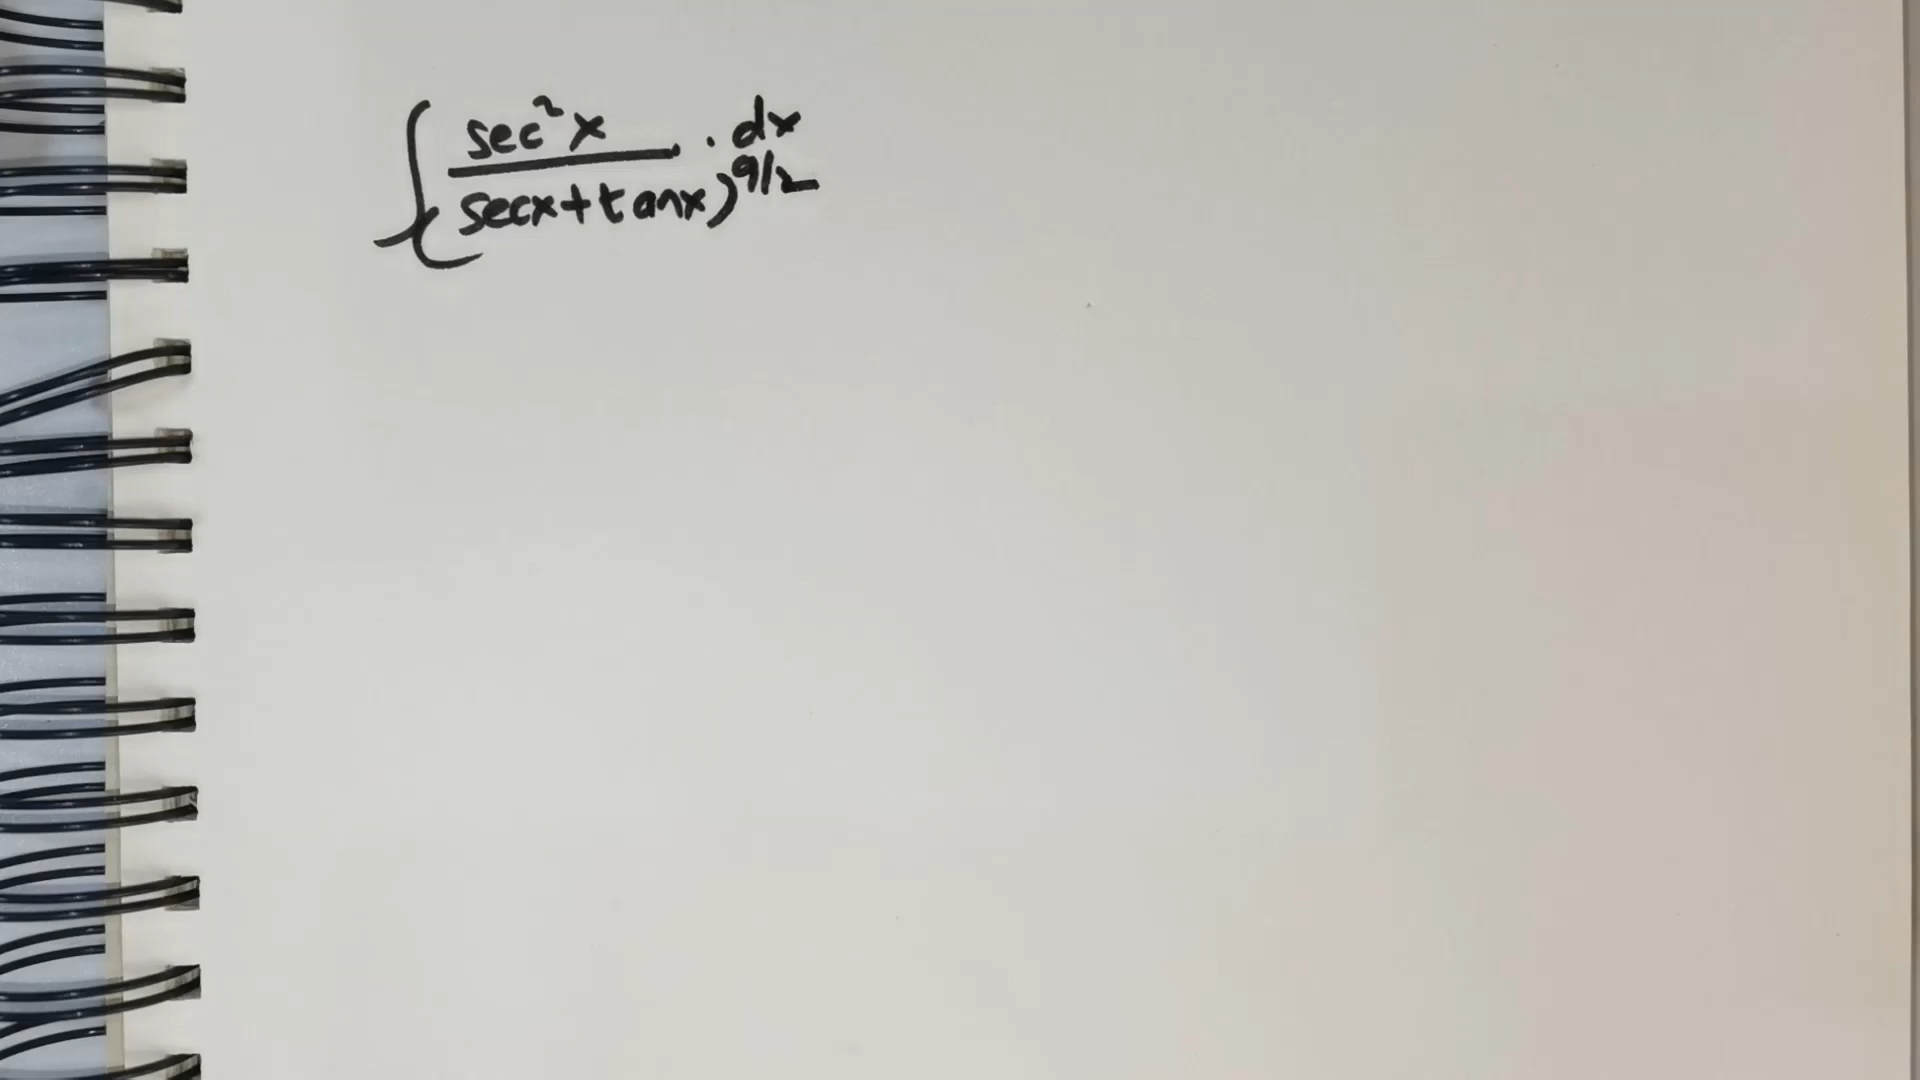 ∫ sec²x . dx
(secx+tanx)^9/2